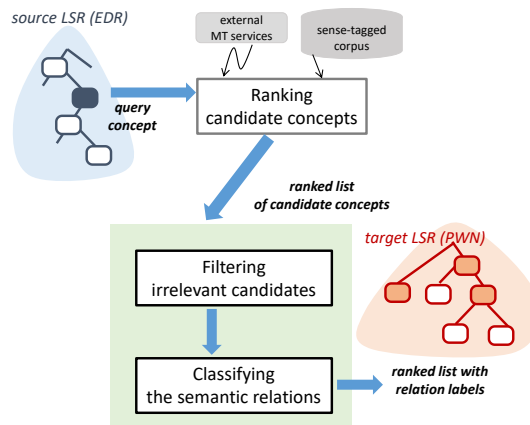 source LSR (EDR)
external
MT services
sense-tagged
corpus
query
concept
Ranking
candidate concepts
ranked list
of candidate concepts
target LSR (PWN)
Filtering
irrelevant candidates
Classifying
the semantic relations
ranked list with
relation labels